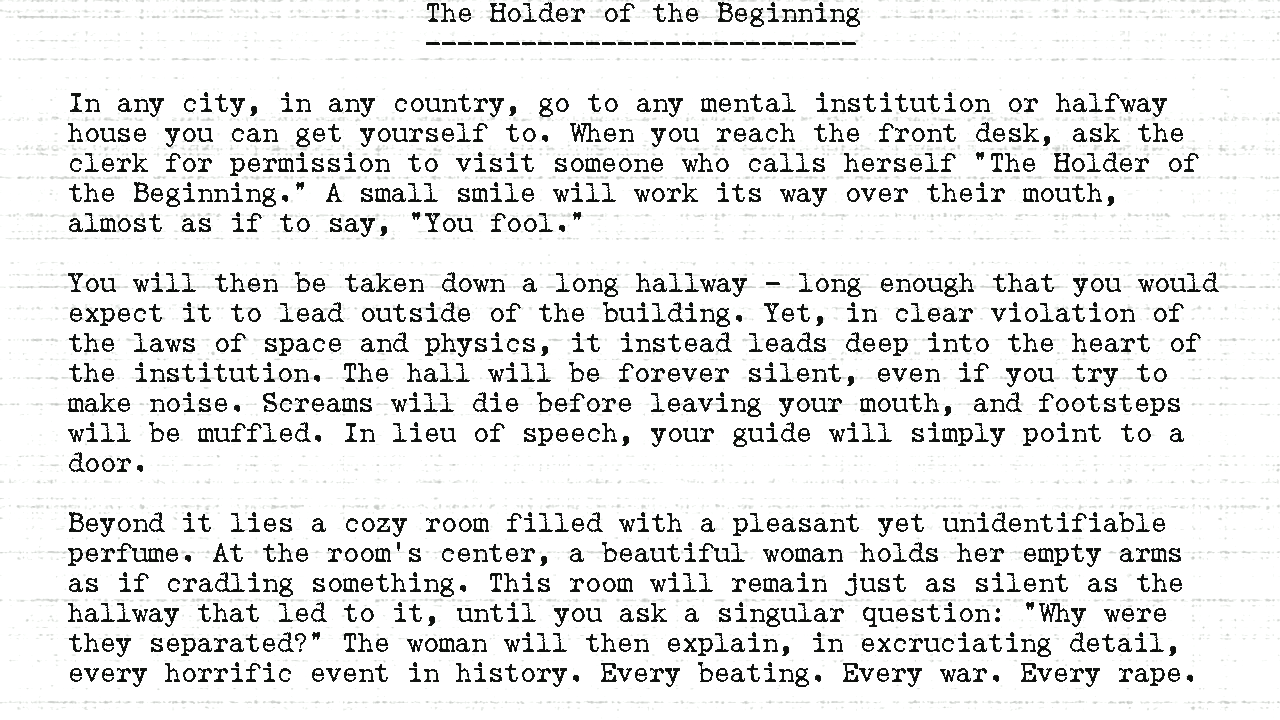 The Holder of the Beginning
---------------------------
In any city, in any country, go to any mental institution or halfway
house you can get yourself to. When you reach the front desk, ask the
clerk for permission to visit someone who calls herself "The Holder of
the Beginning." A small smile will work its way over their mouth,
almost as if to say, "You fool."
You will then be taken down a long hallway - long enough that you would
expect it to lead outside of the building. Yet, in clear violation of
the laws of space and physics, it instead leads deep into the heart of
the institution. The hall will be forever silent, even if you try to
make noise. Screams will die before leaving your mouth, and footsteps
will be muffled. In lieu of speech, your guide will simply point to a
door.
Beyond it lies a cozy room filled with a pleasant yet unidentifiable
perfume. At the room's center, a beautiful woman holds her empty arms
as if cradling something. This room will remain just as silent as the
hallway that led to it, until you ask a singular question: "Why were
they separated?" The woman will then explain, in excruciating detail,
every horrific event in history. Every beating. Every war. Every rape.